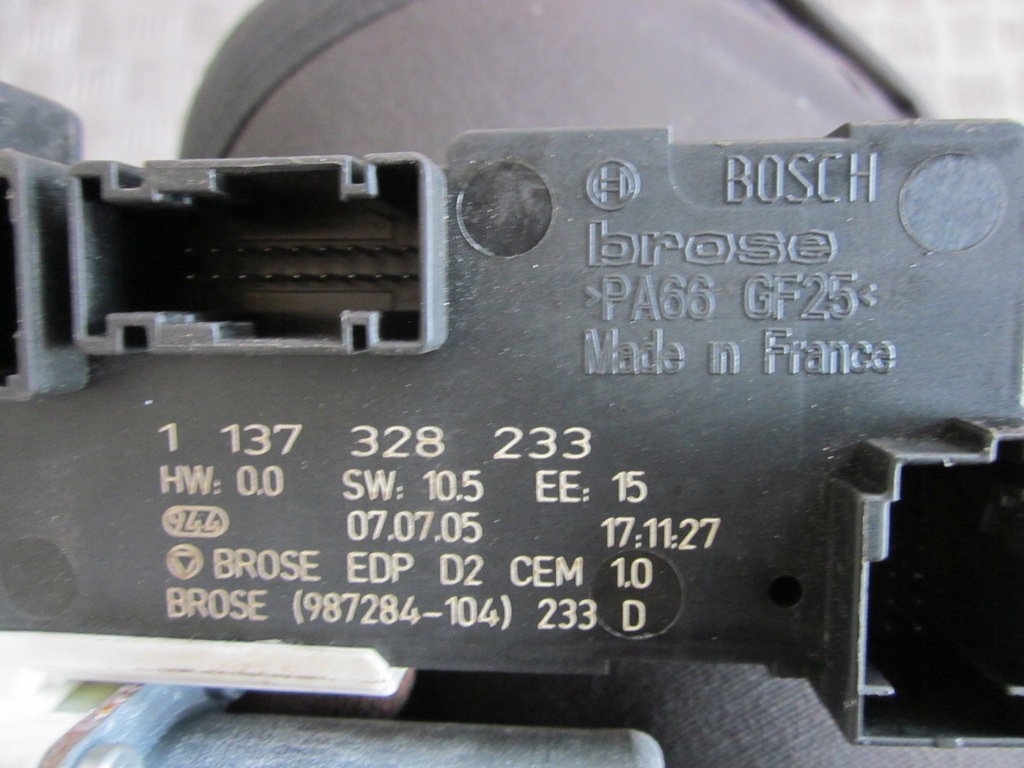 BOSCH
brose
>PA66 GF25<
Made in France
1 137 328 233
HW: 0.0 SW: 10.5 EE: 15
944 07.07.05 17:11:27
BROSE EDP D2 CEM 1.0
BROSE (987284-104) 233 D